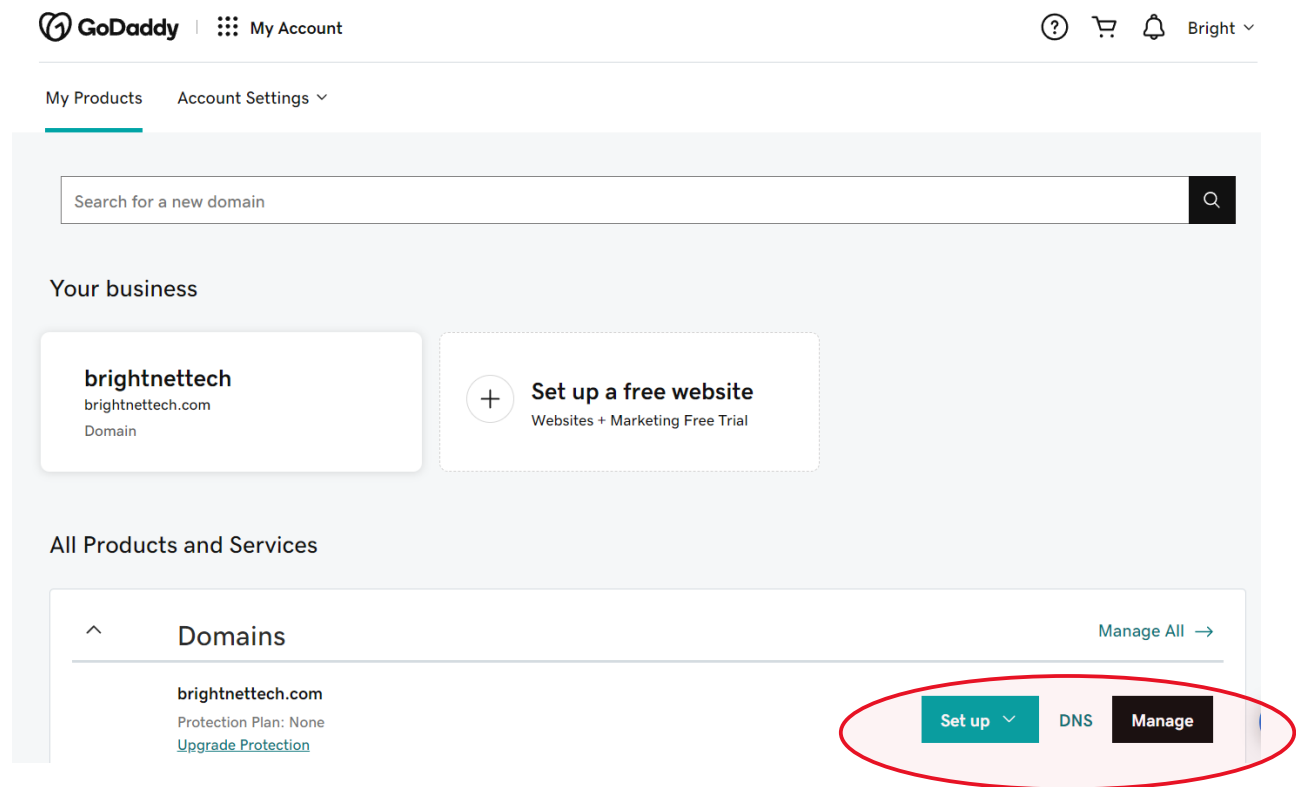 GoDaddy My Account Bright
My Products Account Settings
Search for a new domain
Your business
brightnettech
brightnettech.com
Domain
Set up a free website
Websites + Marketing Free Trial
All Products and Services
Domains Manage All →
brightnettech.com
Protection Plan: None
Upgrade Protection
Set up DNS Manage